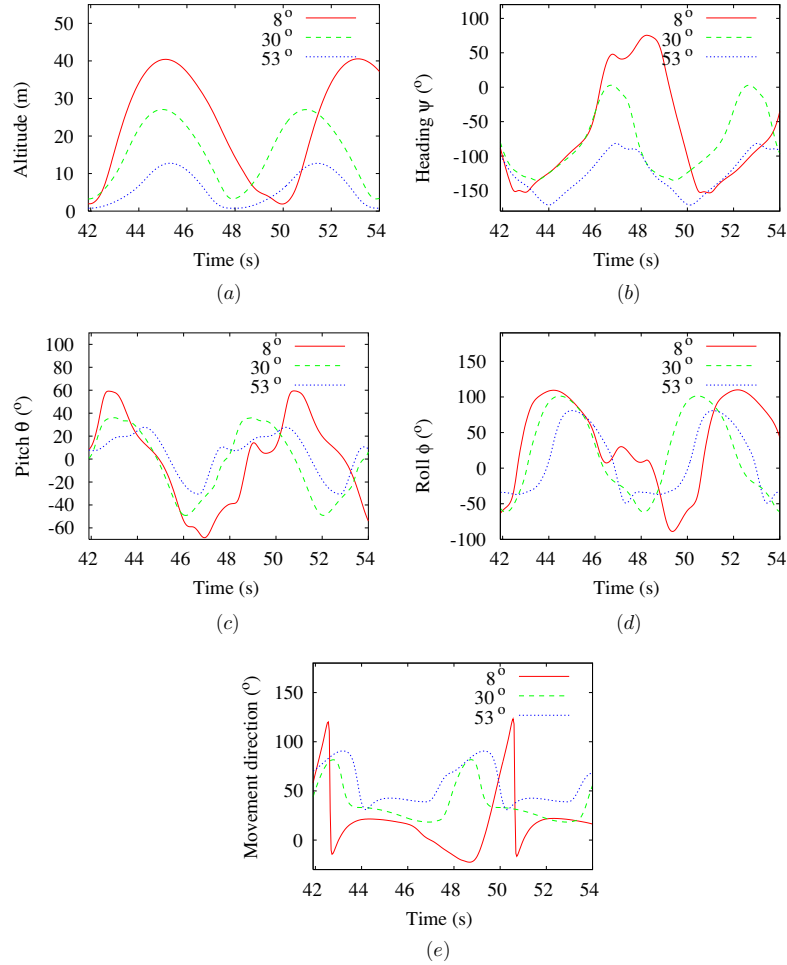 8 º
30 º
53 º
50
40
30
20
10
0
Altitude (m)
42 44 46 48 50 52 54
Time (s)
(a)
8 º
30 º
53 º
100
50
0
-50
-100
-150
Heading ψ (º)
42 44 46 48 50 52 54
Time (s)
(b)
8 º
30 º
53 º
100
80
60
40
20
0
-20
-40
-60
Pitch θ (º)
42 44 46 48 50 52 54
Time (s)
(c)
8 º
30 º
53 º
150
100
50
0
-50
-100
Roll ϕ (º)
42 44 46 48 50 52 54
Time (s)
(d)
8 º
30 º
53 º
150
100
50
0
Movement direction (º)
42 44 46 48 50 52 54
Time (s)
(e)